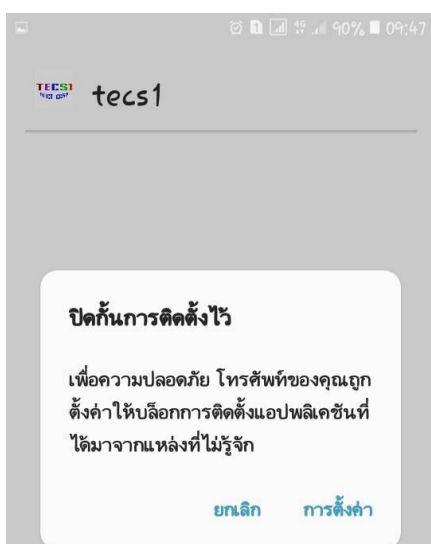 90% 09:47
TECS1
tecs1
ปิดกั้นการติดตั้งไว้
เพื่อความปลอดภัย โทรศัพท์ของคุณถูก
ตั้งค่าให้บล็อกการติดตั้งแอปพลิเคชันที่
ได้มาจากแหล่งที่ไม่รู้จัก
ยกเลิก การตั้งค่า